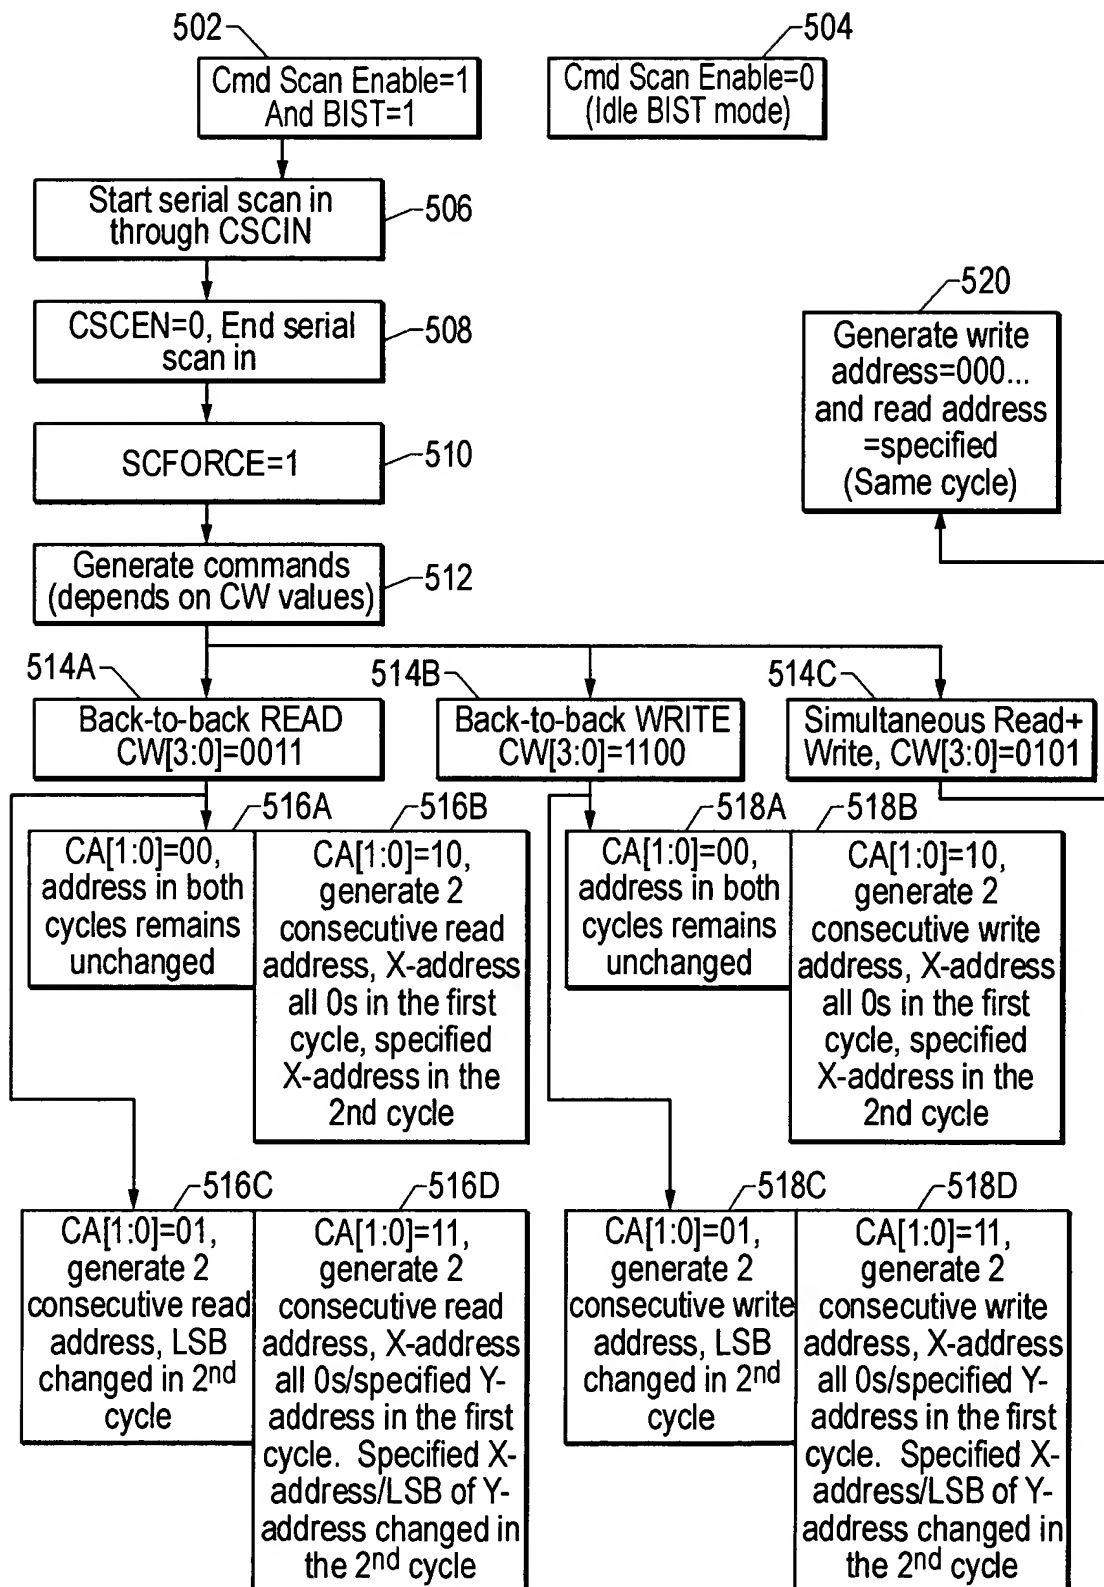 502
504
Cmd Scan Enable=1
And BIST=1
Cmd Scan Enable=0
(Idle BIST mode)
Start serial scan in
through CSCIN
506
CSCEN=0, End serial
scan in
508
520
Generate write
address=000...
and read address
=specified
(Same cycle)
SCFORCE=1
510
Generate commands
(depends on CW values)
512
514A
Back-to-back READ
CW[3:0]=0011
514B
Back-to-back WRITE
CW[3:0]=1100
514C
Simultaneous Read+
Write, CW[3:0]=0101
516A
CA[1:0]=00,
address in both
cycles remains
unchanged
516B
CA[1:0]=10,
generate 2
consecutive read
address, X-address
all 0s in the first
cycle, specified
X-address in the
2nd cycle
518A
CA[1:0]=00,
address in both
cycles remains
unchanged
518B
CA[1:0]=10,
generate 2
consecutive write
address, X-address
all 0s in the first
cycle, specified
X-address in the
2nd cycle
516C
CA[1:0]=01,
generate 2
consecutive read
address, LSB
changed in 2nd
cycle
516D
CA[1:0]=11,
generate 2
consecutive read
address, X-address
all 0s/specified Y-
address in the first
cycle. Specified X-
address/LSB of Y-
address changed in
the 2nd cycle
518C
CA[1:0]=01,
generate 2
consecutive write
address, LSB
changed in 2nd
cycle
518D
CA[1:0]=11,
generate 2
consecutive write
address, X-address
all 0s/specified Y-
address in the first
cycle. Specified X-
address/LSB of Y-
address changed in
the 2nd cycle